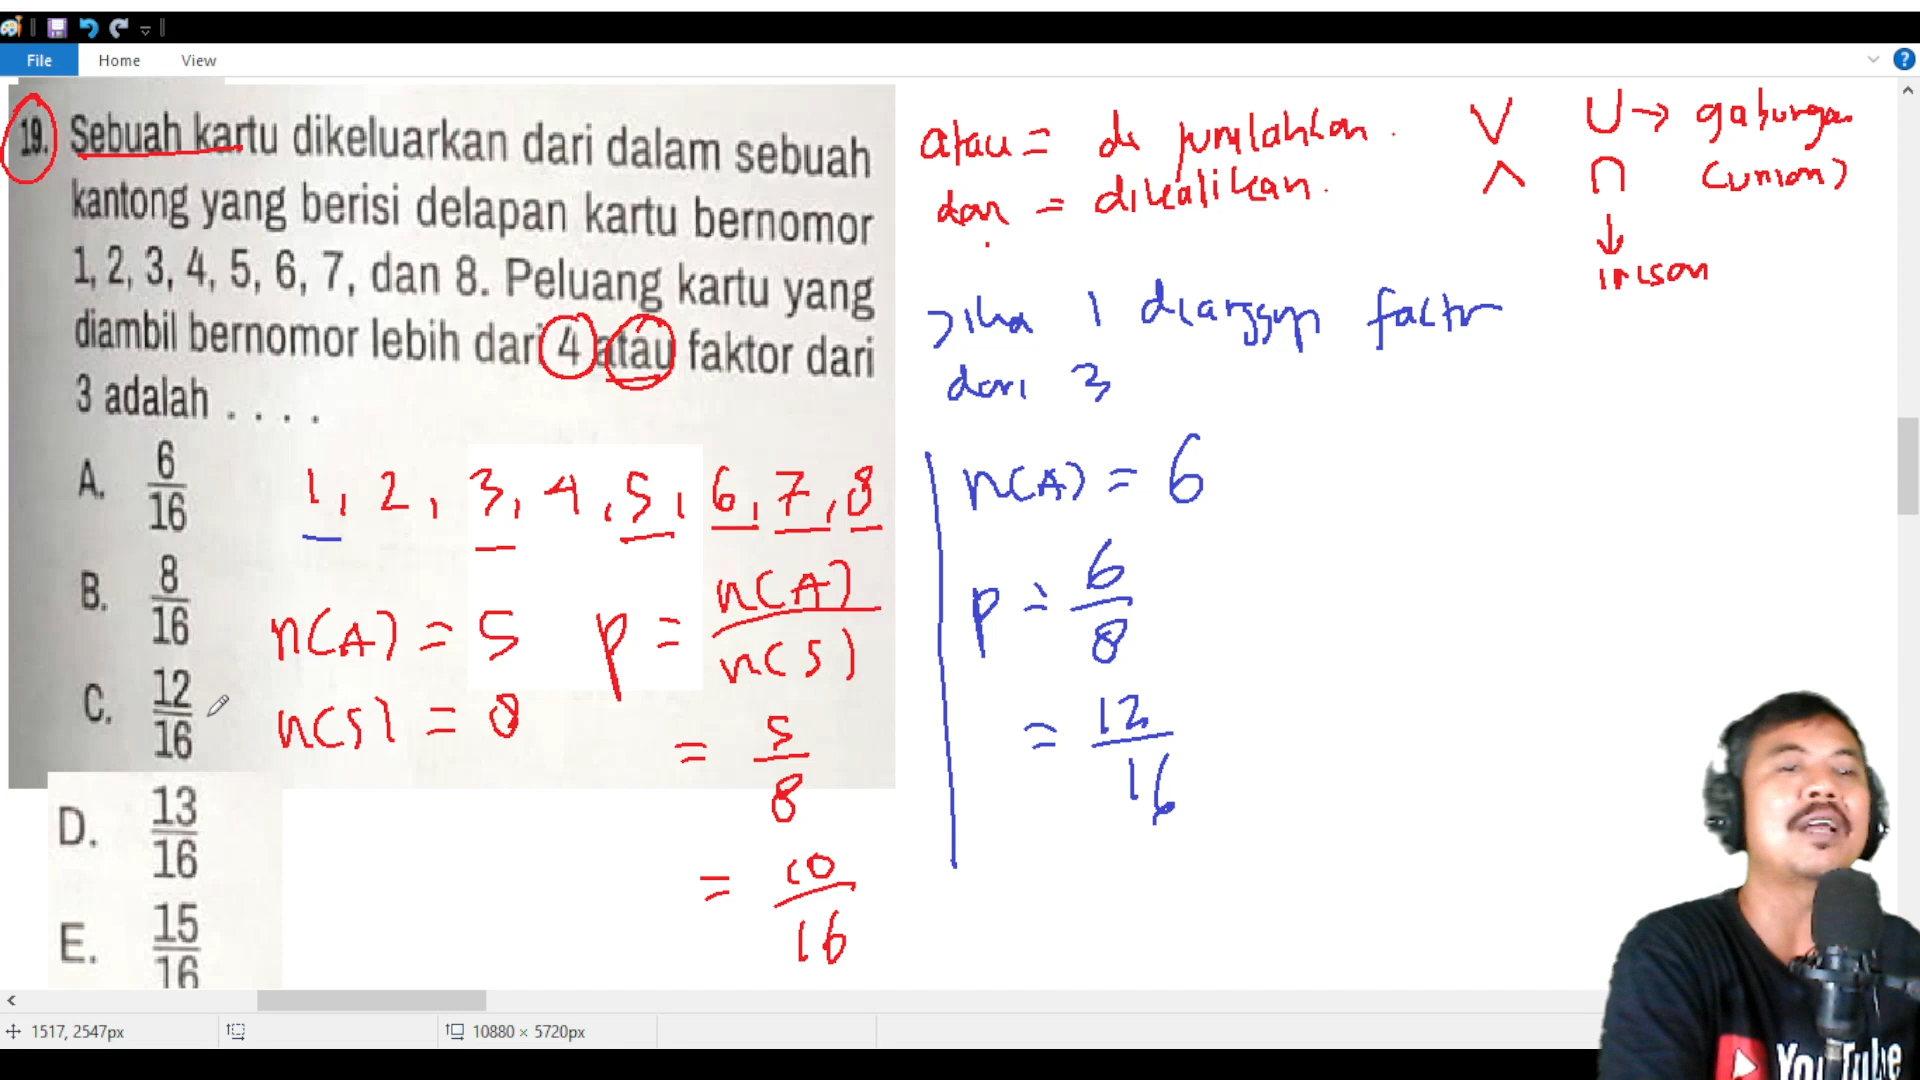 File Home View
19. Sebuah kartu dikeluarkan dari dalam sebuah
kantong yang berisi delapan kartu bernomor
1, 2, 3, 4, 5, 6, 7, dan 8. Peluang kartu yang
diambil bernomor lebih dari 4 atau faktor dari
3 adalah . . . .
A. 6/16
B. 8/16
C. 12/16
D. 13/16
E. 15/16
1, 2, 3, 4, 5, 6, 7, 8
n(A) = 5
n(S) = 8
p = n(A)/n(S)
= 5/8
= 10/16
atau = di jumlahkan.
dan = dikalikan.
∨ ∪ → gabungan
∧ ∩ (union)
↓
irisan
Jika 1 dianggap faktor
dari 3
n(A) = 6
p = 6/8
= 12/16
1517, 2547px
10880 × 5720px
YouTube